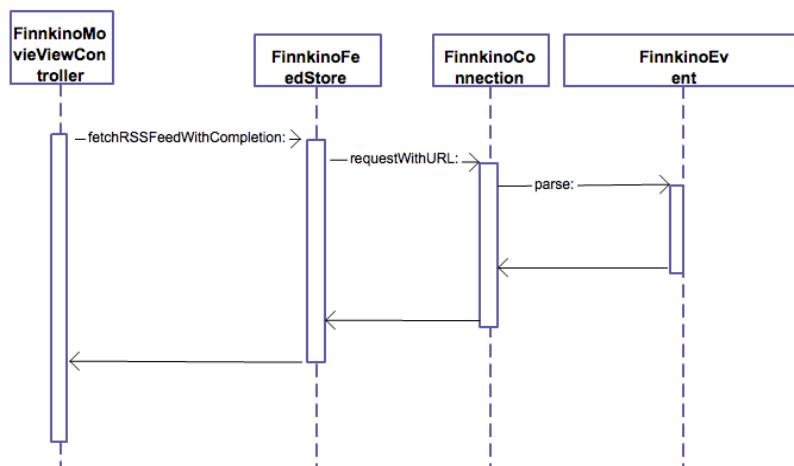 FinnkinoMo
vieViewCon
troller
FinnkinoFe
edStore
FinnkinoCo
nnection
FinnkinoEv
ent
fetchRSSFeedWithCompletion:
requestWithURL:
parse: